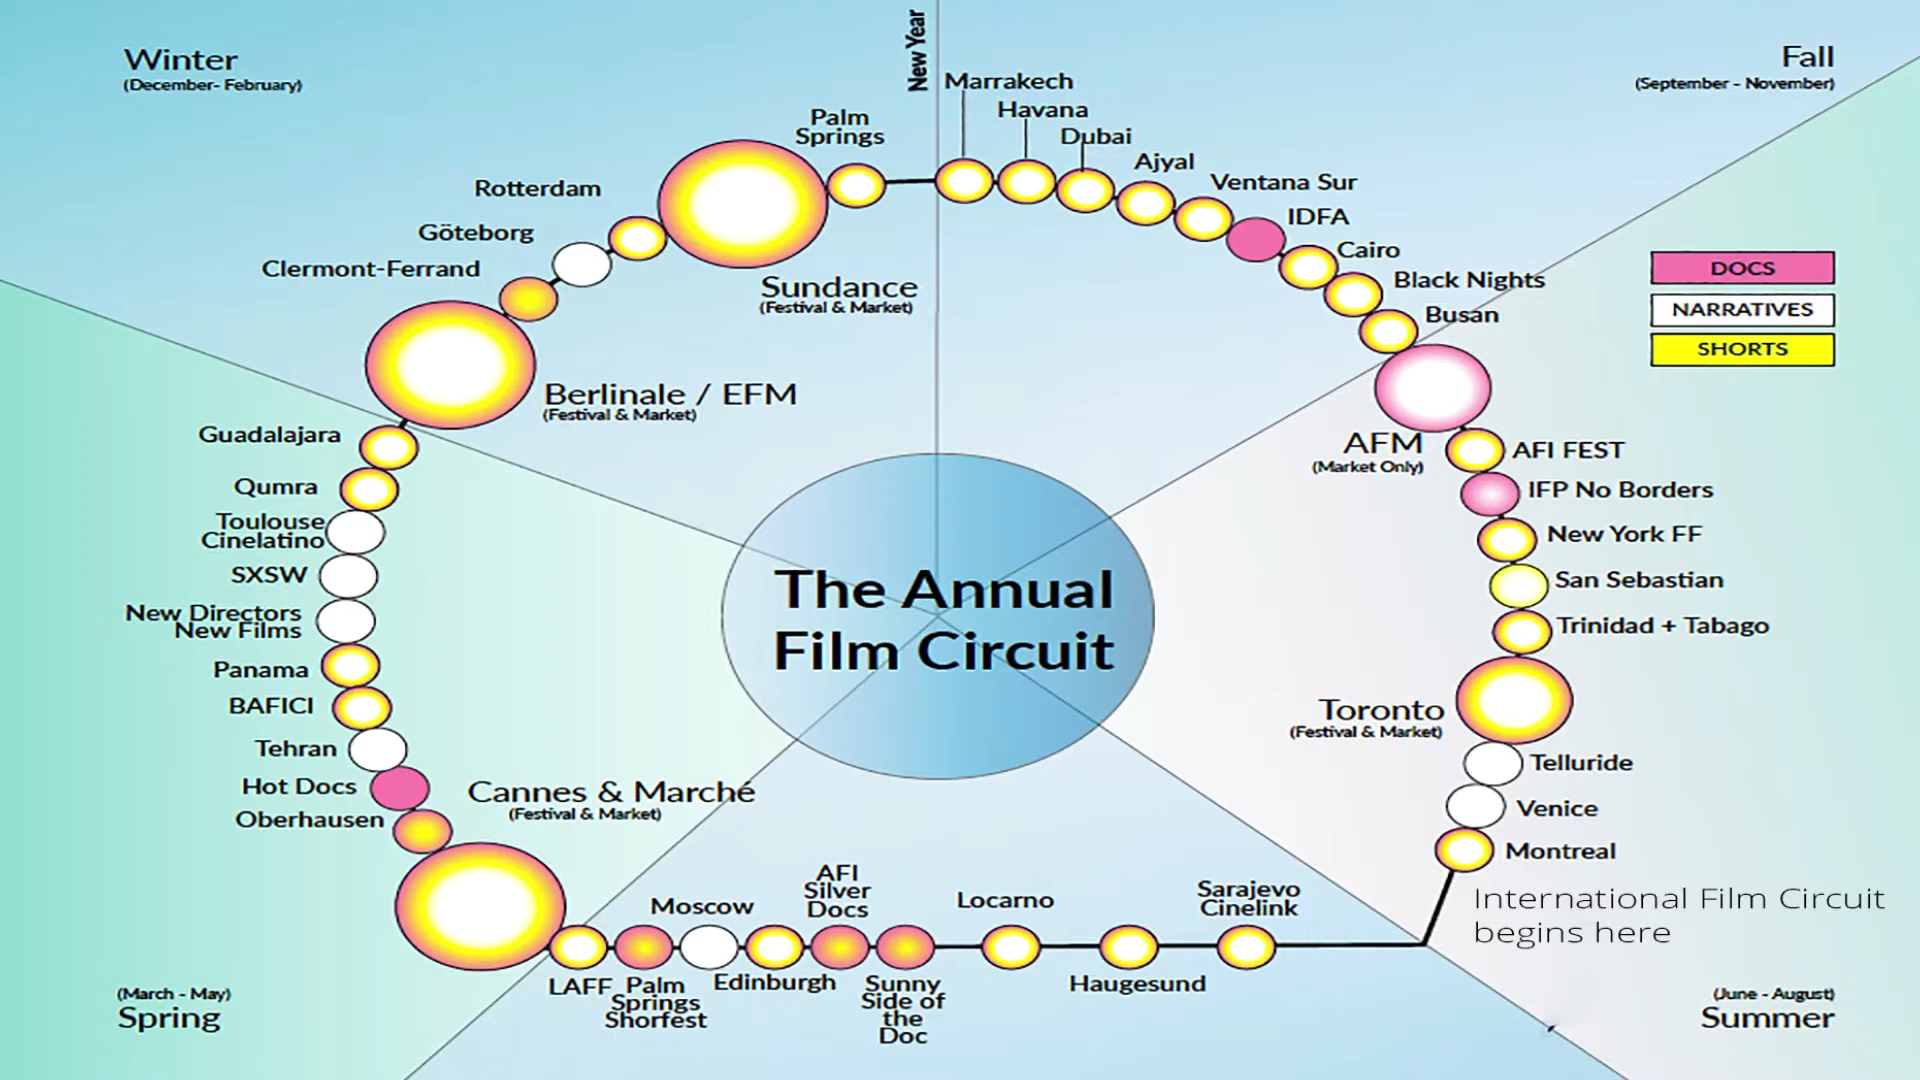 Winter
(December- February)
New Year
Fall
(September - November)
Marrakech
Havana
Dubai
Ajyal
Ventana Sur
IDFA
Cairo
Black Nights
Busan
Palm
Springs
Rotterdam
Göteborg
Clermont-Ferrand
Sundance
(Festival & Market)
Berlinale / EFM
(Festival & Market)
DOCS
NARRATIVES
SHORTS
AFM
(Market Only)
AFI FEST
IFP No Borders
New York FF
San Sebastian
Trinidad + Tabago
Toronto
(Festival & Market)
Telluride
Venice
Montreal
International Film Circuit
begins here
Guadalajara
Qumra
Toulouse
Cinelatino
SXSW
New Directors
New Films
Panama
BAFICI
Tehran
Hot Docs
Oberhausen
The Annual
Film Circuit
Cannes & Marché
(Festival & Market)
LAFF
Palm
Springs
Shorfest
Moscow
Edinburgh
AFI
Silver
Docs
Sunny
Side of
the
Doc
Locarno
Haugesund
Sarajevo
Cinelink
(March - May)
Spring
(June - August)
Summer